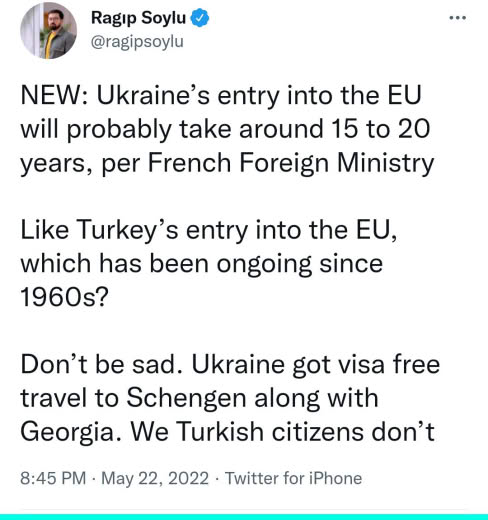 Ragıp Soylu
@ragipsoylu
NEW: Ukraine’s entry into the EU
will probably take around 15 to 20
years, per French Foreign Ministry
Like Turkey’s entry into the EU,
which has been ongoing since
1960s?
Don’t be sad. Ukraine got visa free
travel to Schengen along with
Georgia. We Turkish citizens don’t
8:45 PM · May 22, 2022 · Twitter for iPhone